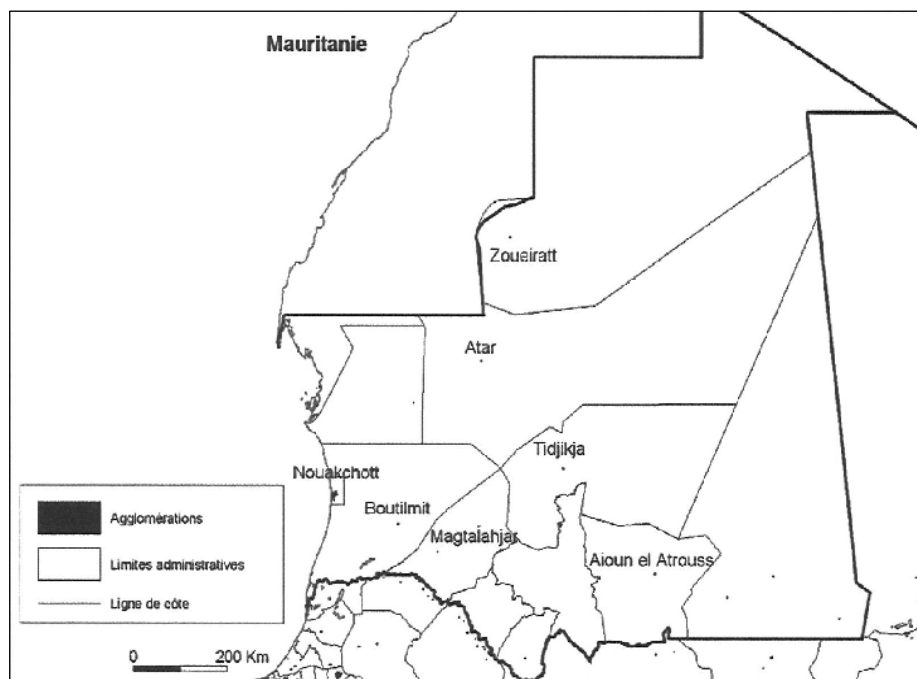 Mauritanie
Zoueiratt
Atar
Tidjikja
Nouakchott
Boutilmit
Magtalahjar
Aioun el Atrouss
Agglomérations
Limites administratives
Ligne de côte
0 200 Km